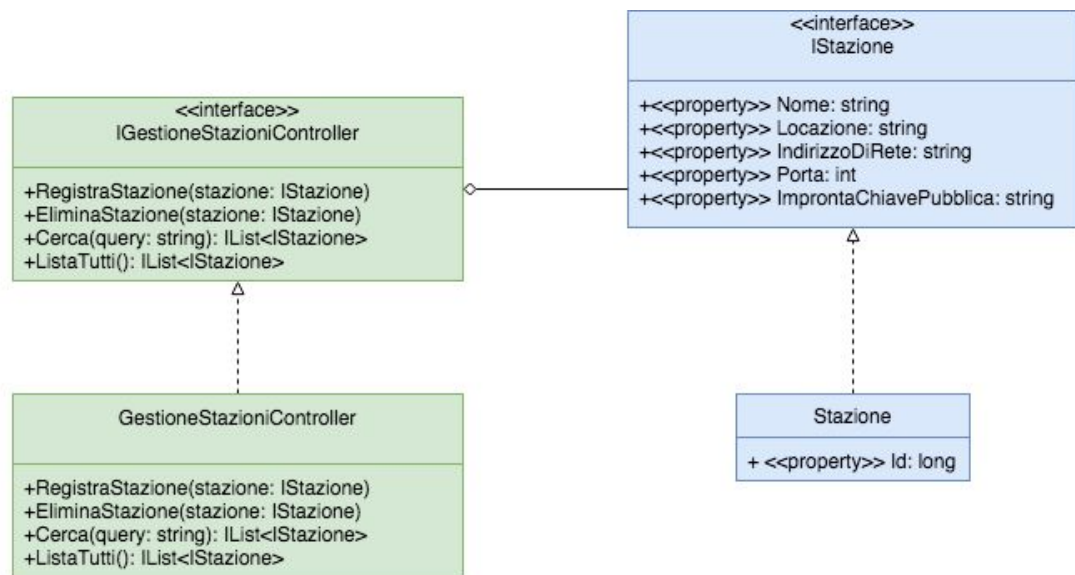 <<interface>>
IGestioneStazioniController
+RegistraStazione(stazione: IStazione)
+EliminaStazione(stazione: IStazione)
+Cerca(query: string): IList<IStazione>
+ListaTutti(): IList<IStazione>
<<interface>>
IStazione
+<<property>> Nome: string
+<<property>> Locazione: string
+<<property>> IndirizzoDiRete: string
+<<property>> Porta: int
+<<property>> ImprontaChiavePubblica: string
GestioneStazioniController
+RegistraStazione(stazione: IStazione)
+EliminaStazione(stazione: IStazione)
+Cerca(query: string): IList<IStazione>
+ListaTutti(): IList<IStazione>
Stazione
+ <<property>> Id: long